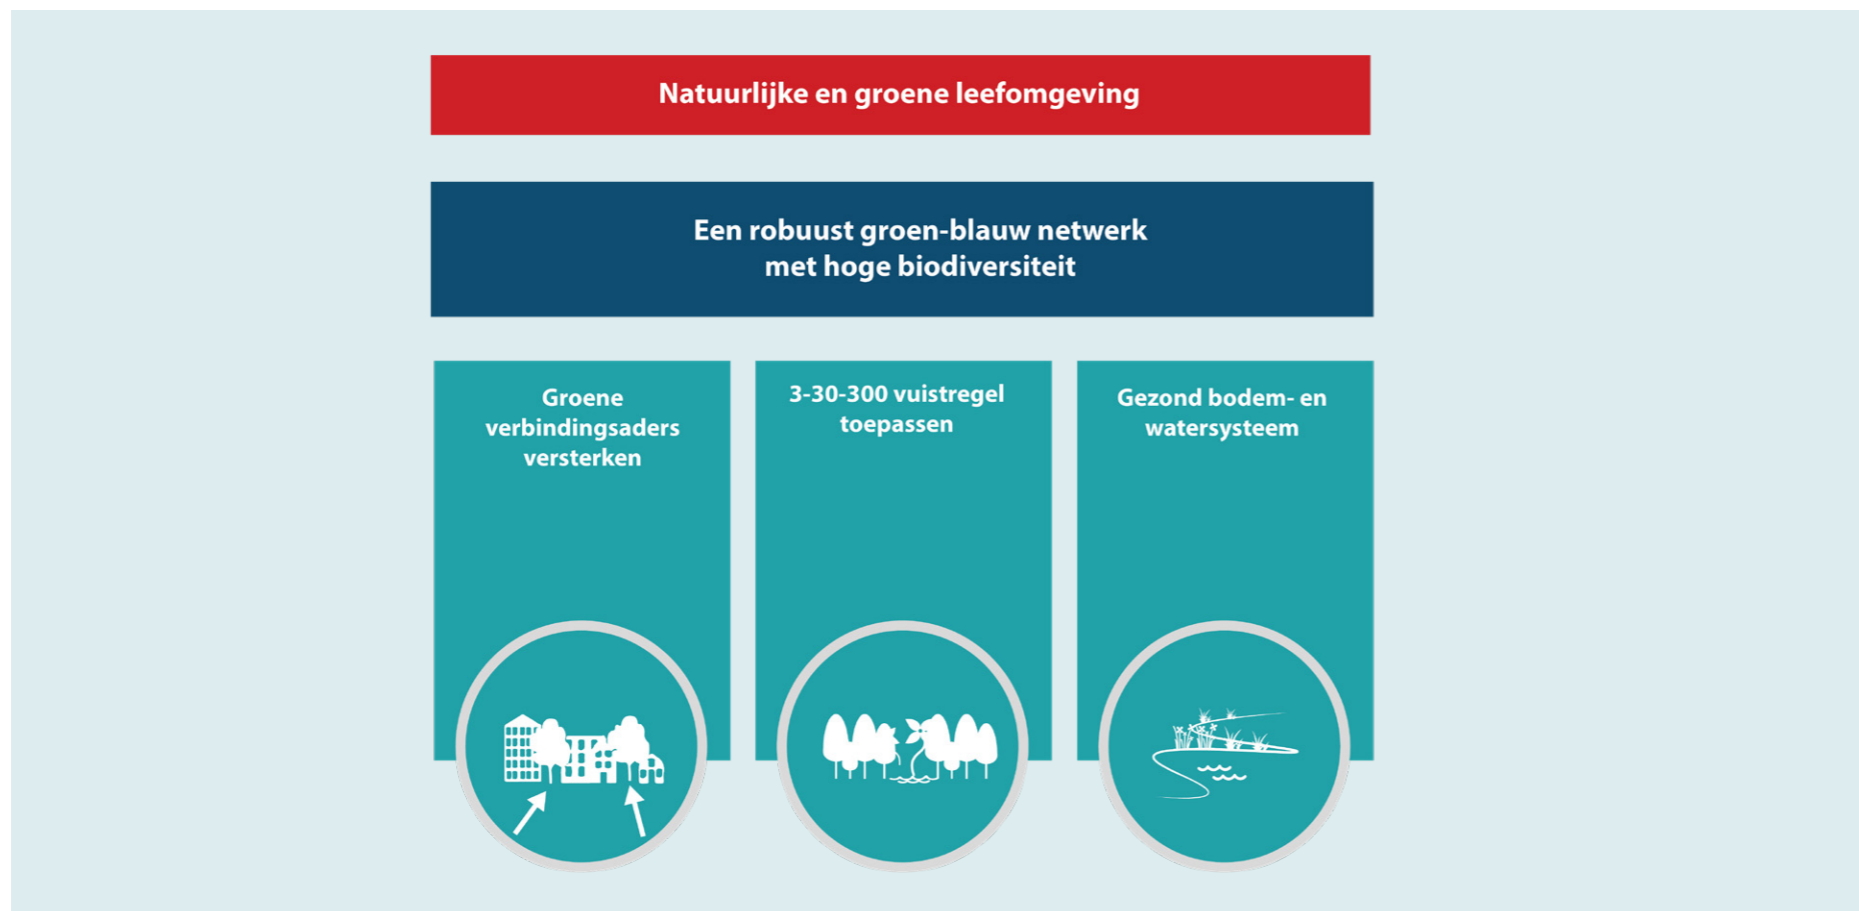 Natuurlijke en groene leefomgeving
Een robuust groen-blauw netwerk
met hoge biodiversiteit
Groene
verbindingsaders
versterken
3-30-300 vuistregel
toepassen
Gezond bodem- en
watersysteem